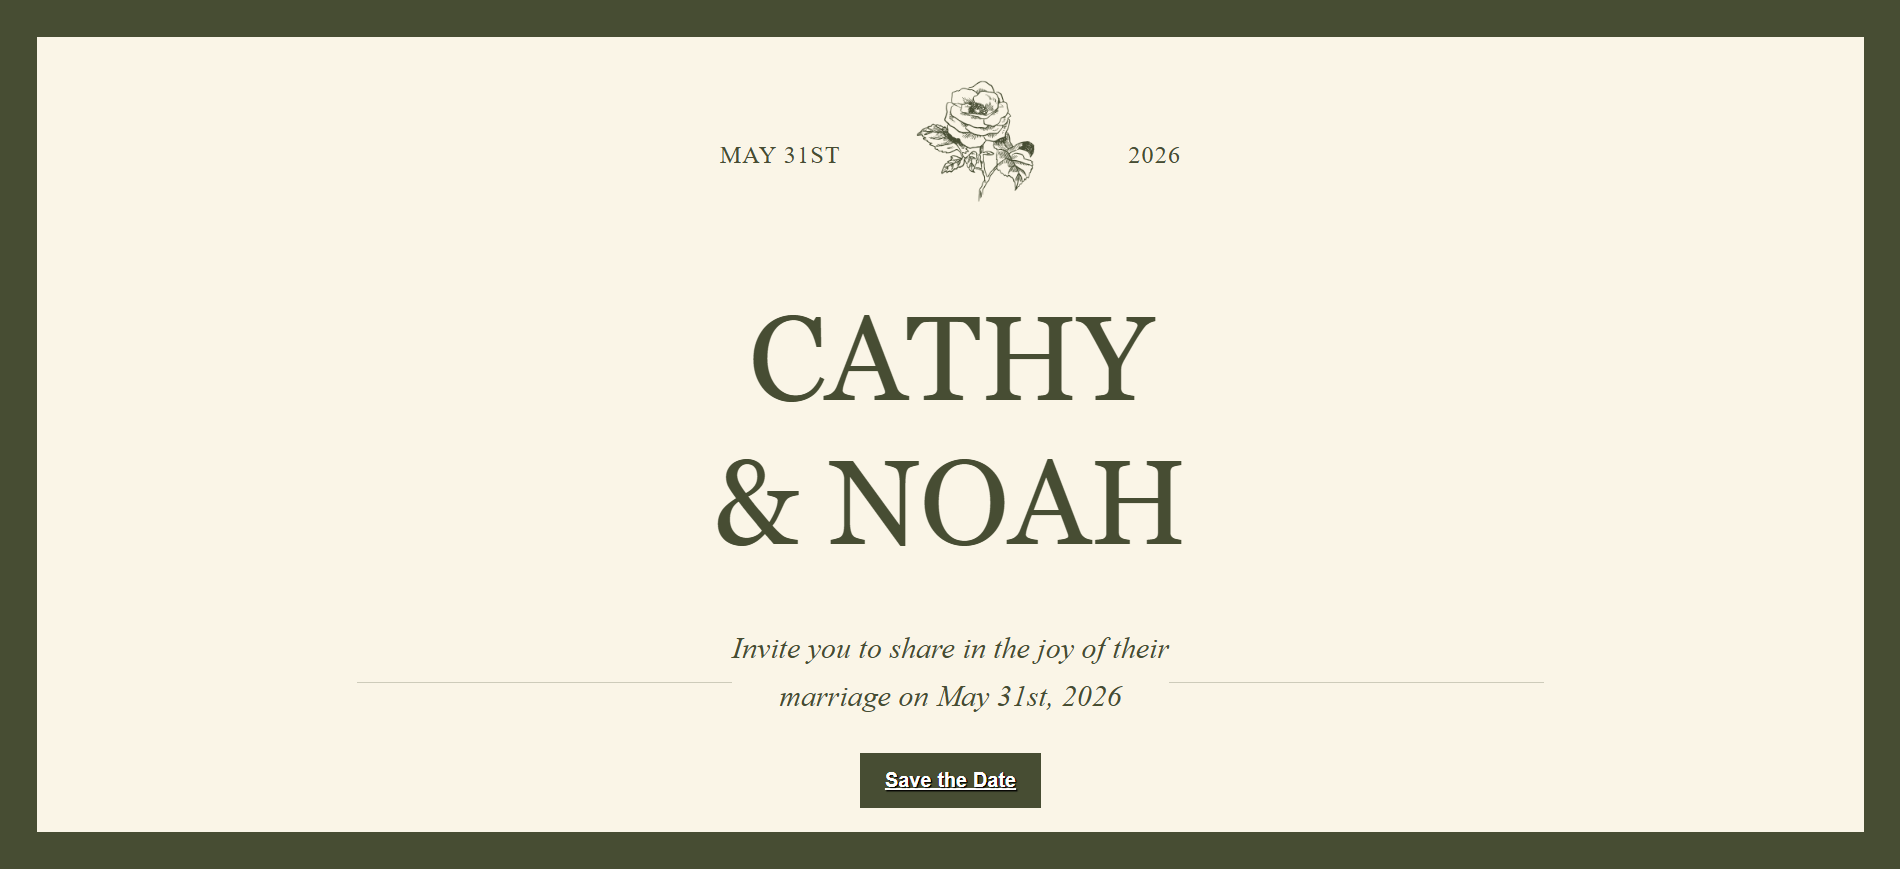 MAY 31ST
2026
CATHY
& NOAH
Invite you to share in the joy of their
marriage on May 31st, 2026
Save the Date